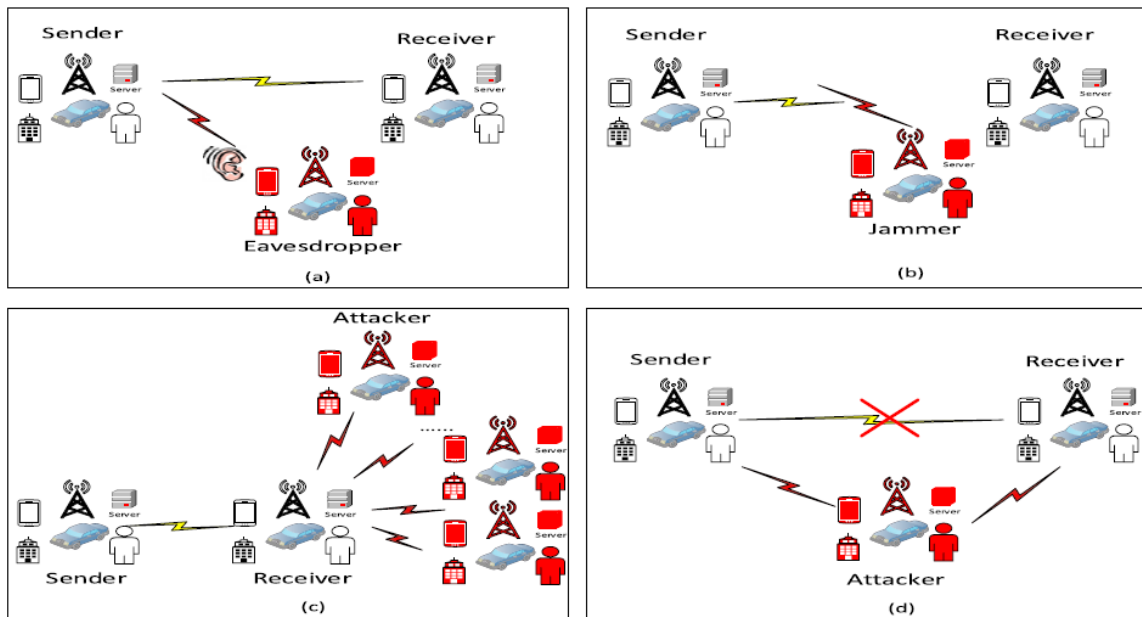 Sender
Receiver
Server
Server
Server
Eavesdropper
(a)
Sender
Receiver
Server
Server
Server
Jammer
(b)
Attacker
Server
......
Server
Server
Server
Server
Sender
Receiver
(c)
Sender
Receiver
Server
Server
Server
Attacker
(d)